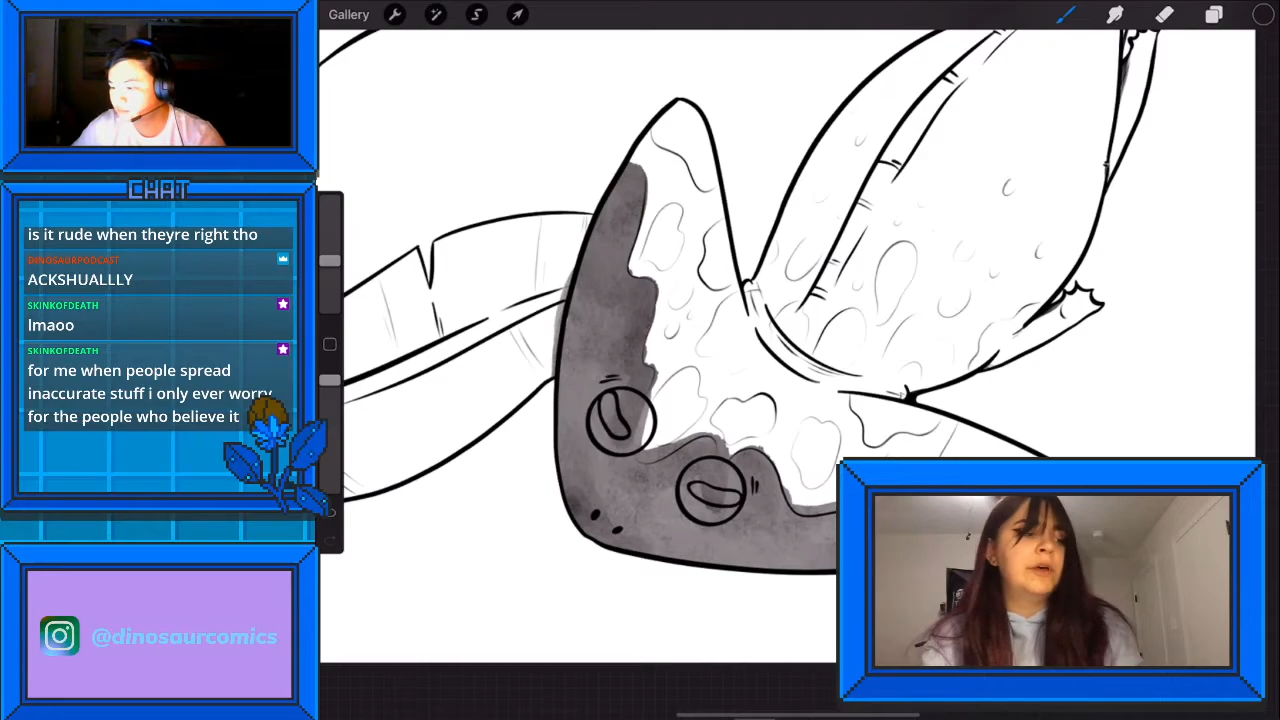 Gallery
CHAT
is it rude when theyre right tho
DINOSAURPODCAST
ACKSHUALLLY
SKINKOFDEATH
lmaoo
SKINKOFDEATH
for me when people spread
inaccurate stuff i only ever worry
for the people who believe it
@dinosaurcomics